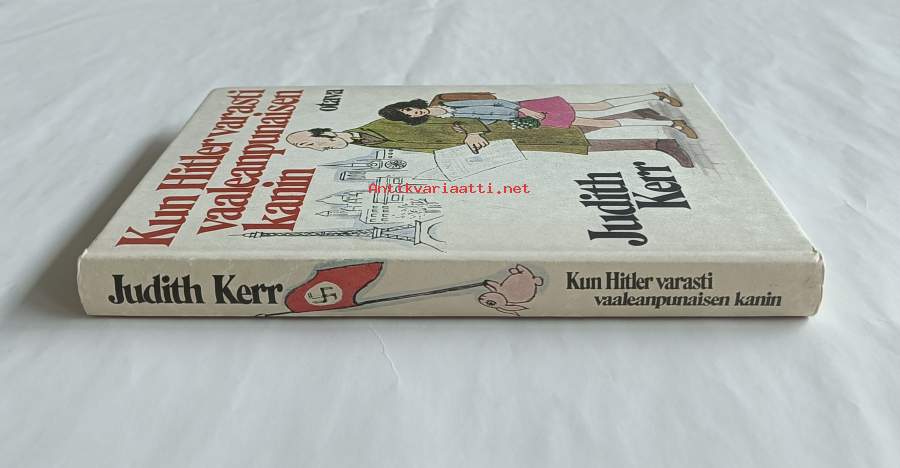 Kun Hitler varasti
vaaleanpunaisen
kanin
otava
Judith
Kerr
Antikvariaatti.net
Judith Kerr
Kun Hitler varasti
vaaleanpunaisen kanin